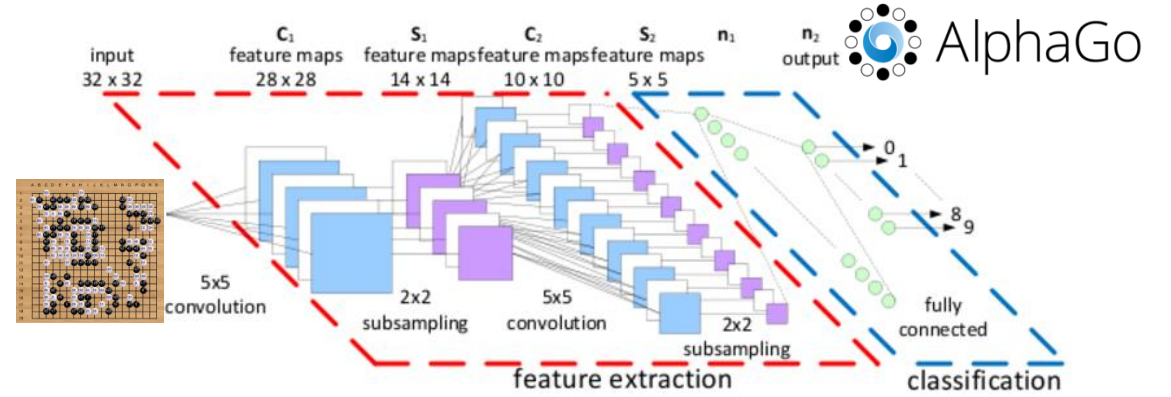 AlphaGo
input
32 x 32
C1
feature maps
28 x 28
S1
feature maps
14 x 14
C2
feature maps
10 x 10
S2
feature maps
5 x 5
n1
n2
output
0
1
8
9
5x5
convolution
2x2
subsampling
5x5
convolution
2x2
subsampling
fully
connected
feature extraction
classification